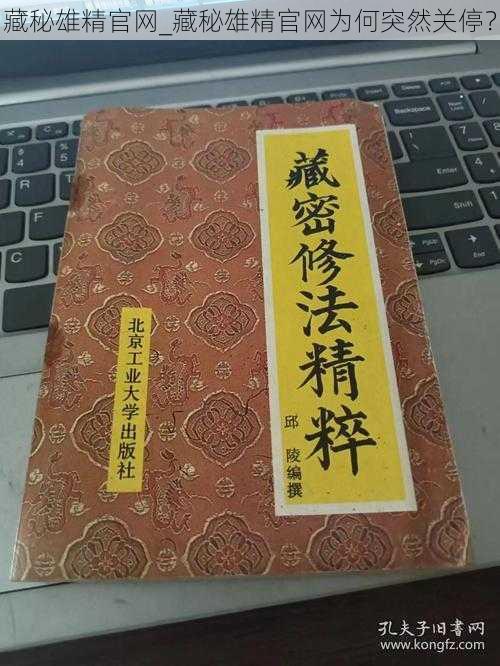 藏秘雄精官网_藏秘雄精官网为何突然关停?
藏密修法精粹
邱 陵编撰
北京工业大学出版社
孔夫子旧书网
www.kongfz.com